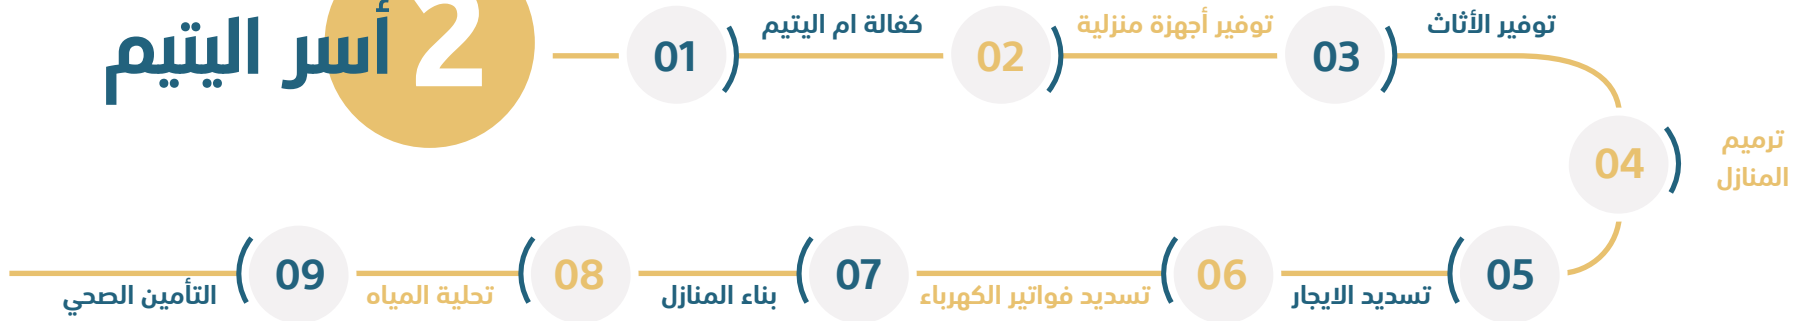 2
أسر اليتيم
01
كفالة ام اليتيم
02
توفير أجهزة منزلية
03
توفير الأثاث
04
ترميم
المنازل
05
تسديد الايجار
06
تسديد فواتير الكهرباء
07
بناء المنازل
08
تحلية المياه
09
التأمين الصحي